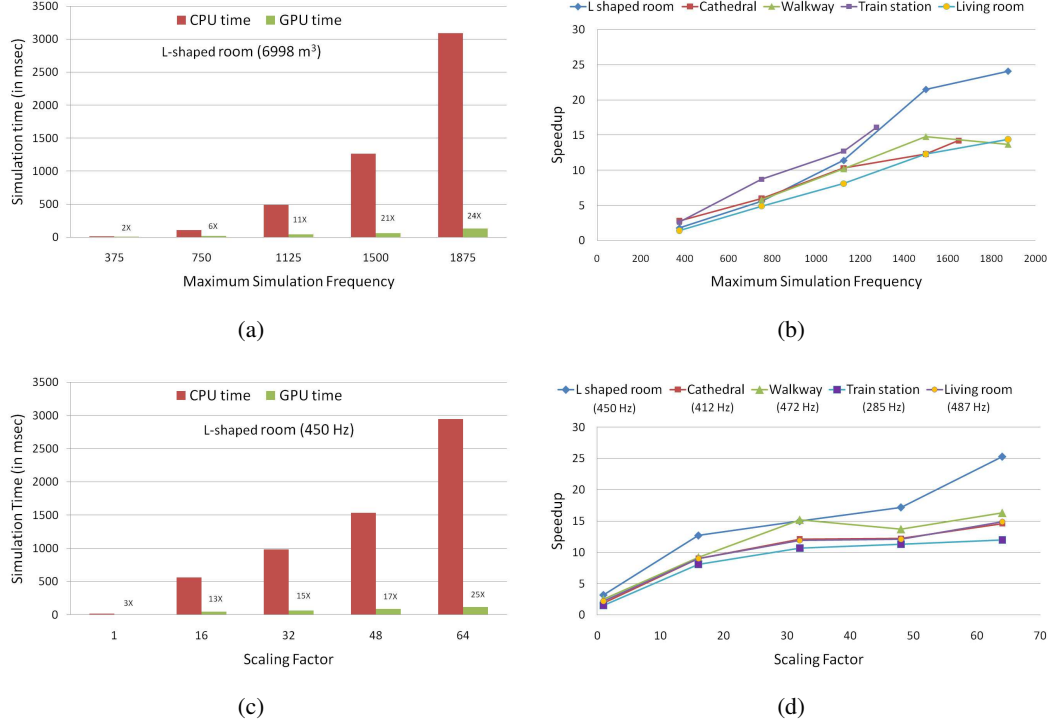 CPU time GPU time
L-shaped room (6998 m³)
Simulation time (in msec)
3500
3000
2500
2000
1500
1000
500
0
2X 6X 11X 21X 24X
375 750 1125 1500 1875
Maximum Simulation Frequency
(a)
L shaped room Cathedral Walkway Train station Living room
Speedup
30
25
20
15
10
5
0
0 200 400 600 800 1000 1200 1400 1600 1800 2000
Maximum Simulation Frequency
(b)
CPU time GPU time
L-shaped room (450 Hz)
Simulation Time (in msec)
3500
3000
2500
2000
1500
1000
500
0
3X 13X 15X 17X 25X
1 16 32 48 64
Scaling Factor
(c)
L shaped room Cathedral Walkway Train station Living room
(450 Hz) (412 Hz) (472 Hz) (285 Hz) (487 Hz)
Speedup
30
25
20
15
10
5
0
0 10 20 30 40 50 60 70
Scaling Factor
(d)